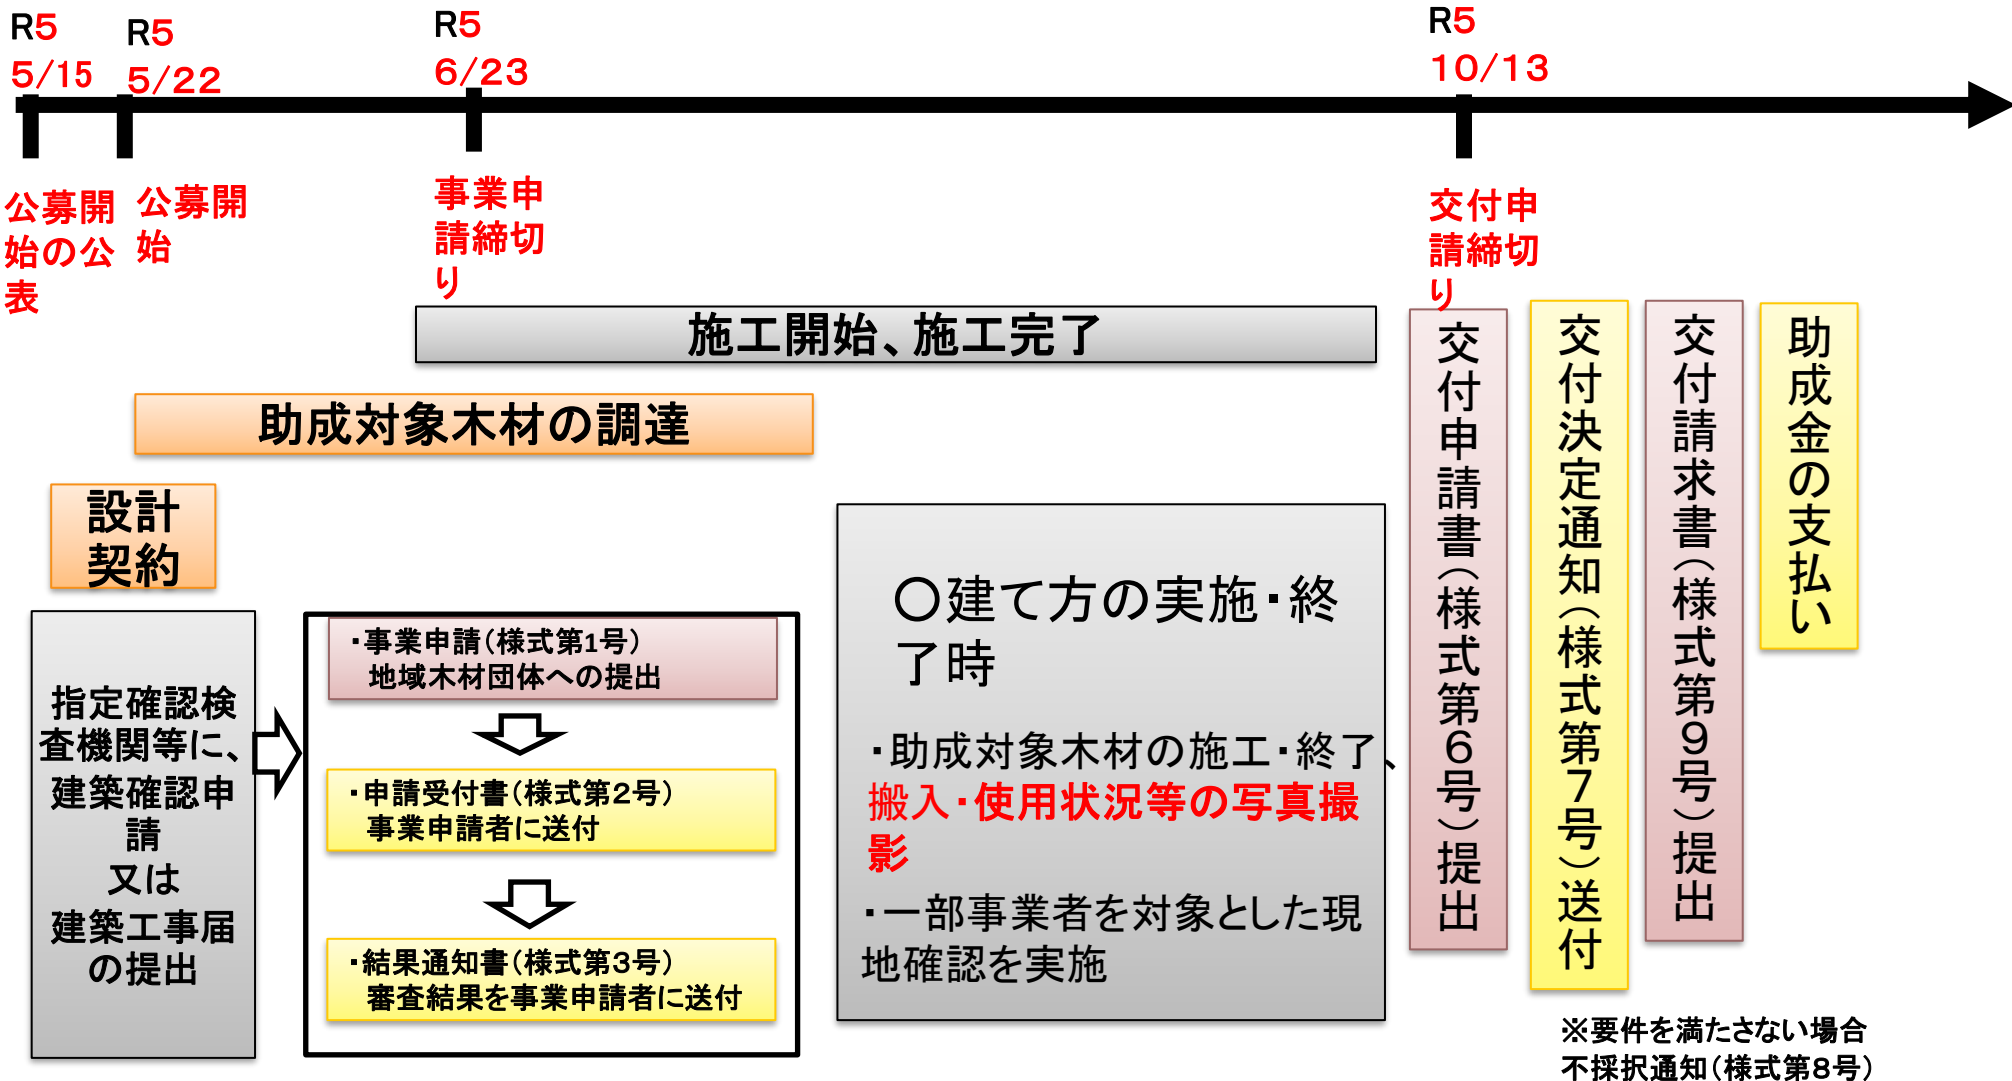 R5
5/15
R5
5/22
R5
6/23
R5
10/13
公募開
始の公
表
公募開
始
事業申
請締切
り
交付申
請締切
り
施工開始、施工完了
助成対象木材の調達
設計
契約
指定確認検
査機関等に、
建築確認申
請
又は
建築工事届
の提出
・事業申請(様式第1号)
地域木材団体への提出
・申請受付書(様式第2号)
事業申請者に送付
・結果通知書(様式第3号)
審査結果を事業申請者に送付
〇建て方の実施・終
了時
・助成対象木材の施工・終了、
搬入・使用状況等の写真撮
影
・一部事業者を対象とした現
地確認を実施
交付申請書(様式第6号)提出
交付決定通知(様式第7号)送付
交付請求書(様式第9号)提出
助成金の支払い
※要件を満たさない場合
不採択通知(様式第8号)